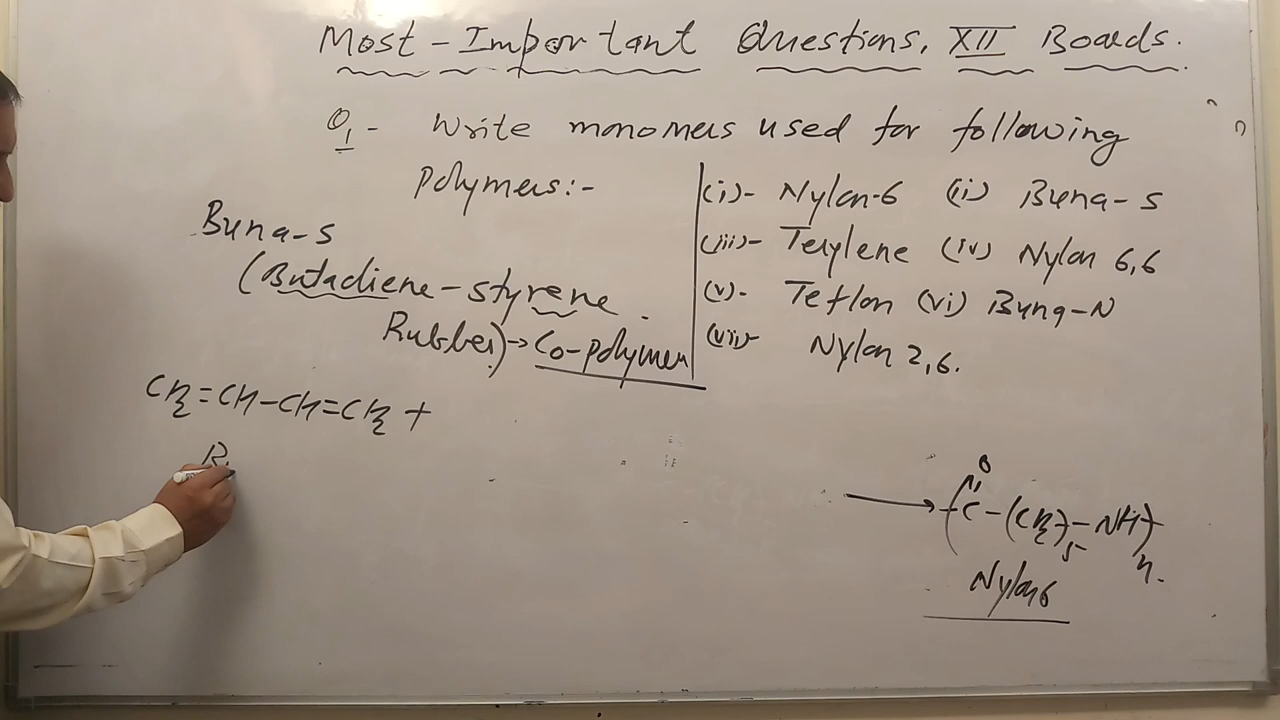 Most-Important Questions, XII Boards.
Q1- Write monomers used for following
Polymers:-
(i)- Nylon-6 (ii) Buna-S
(iii)- Terylene (iv) Nylon 6,6
(v)- Teflon (vi) Buna-N
(vii)- Nylon 2,6.
Buna-S
(Butadiene-styrene
Rubber)→Co-polymer
CH2=CH-CH=CH2 +
O
(C-(CH2)5-NH)n.
Nylon6